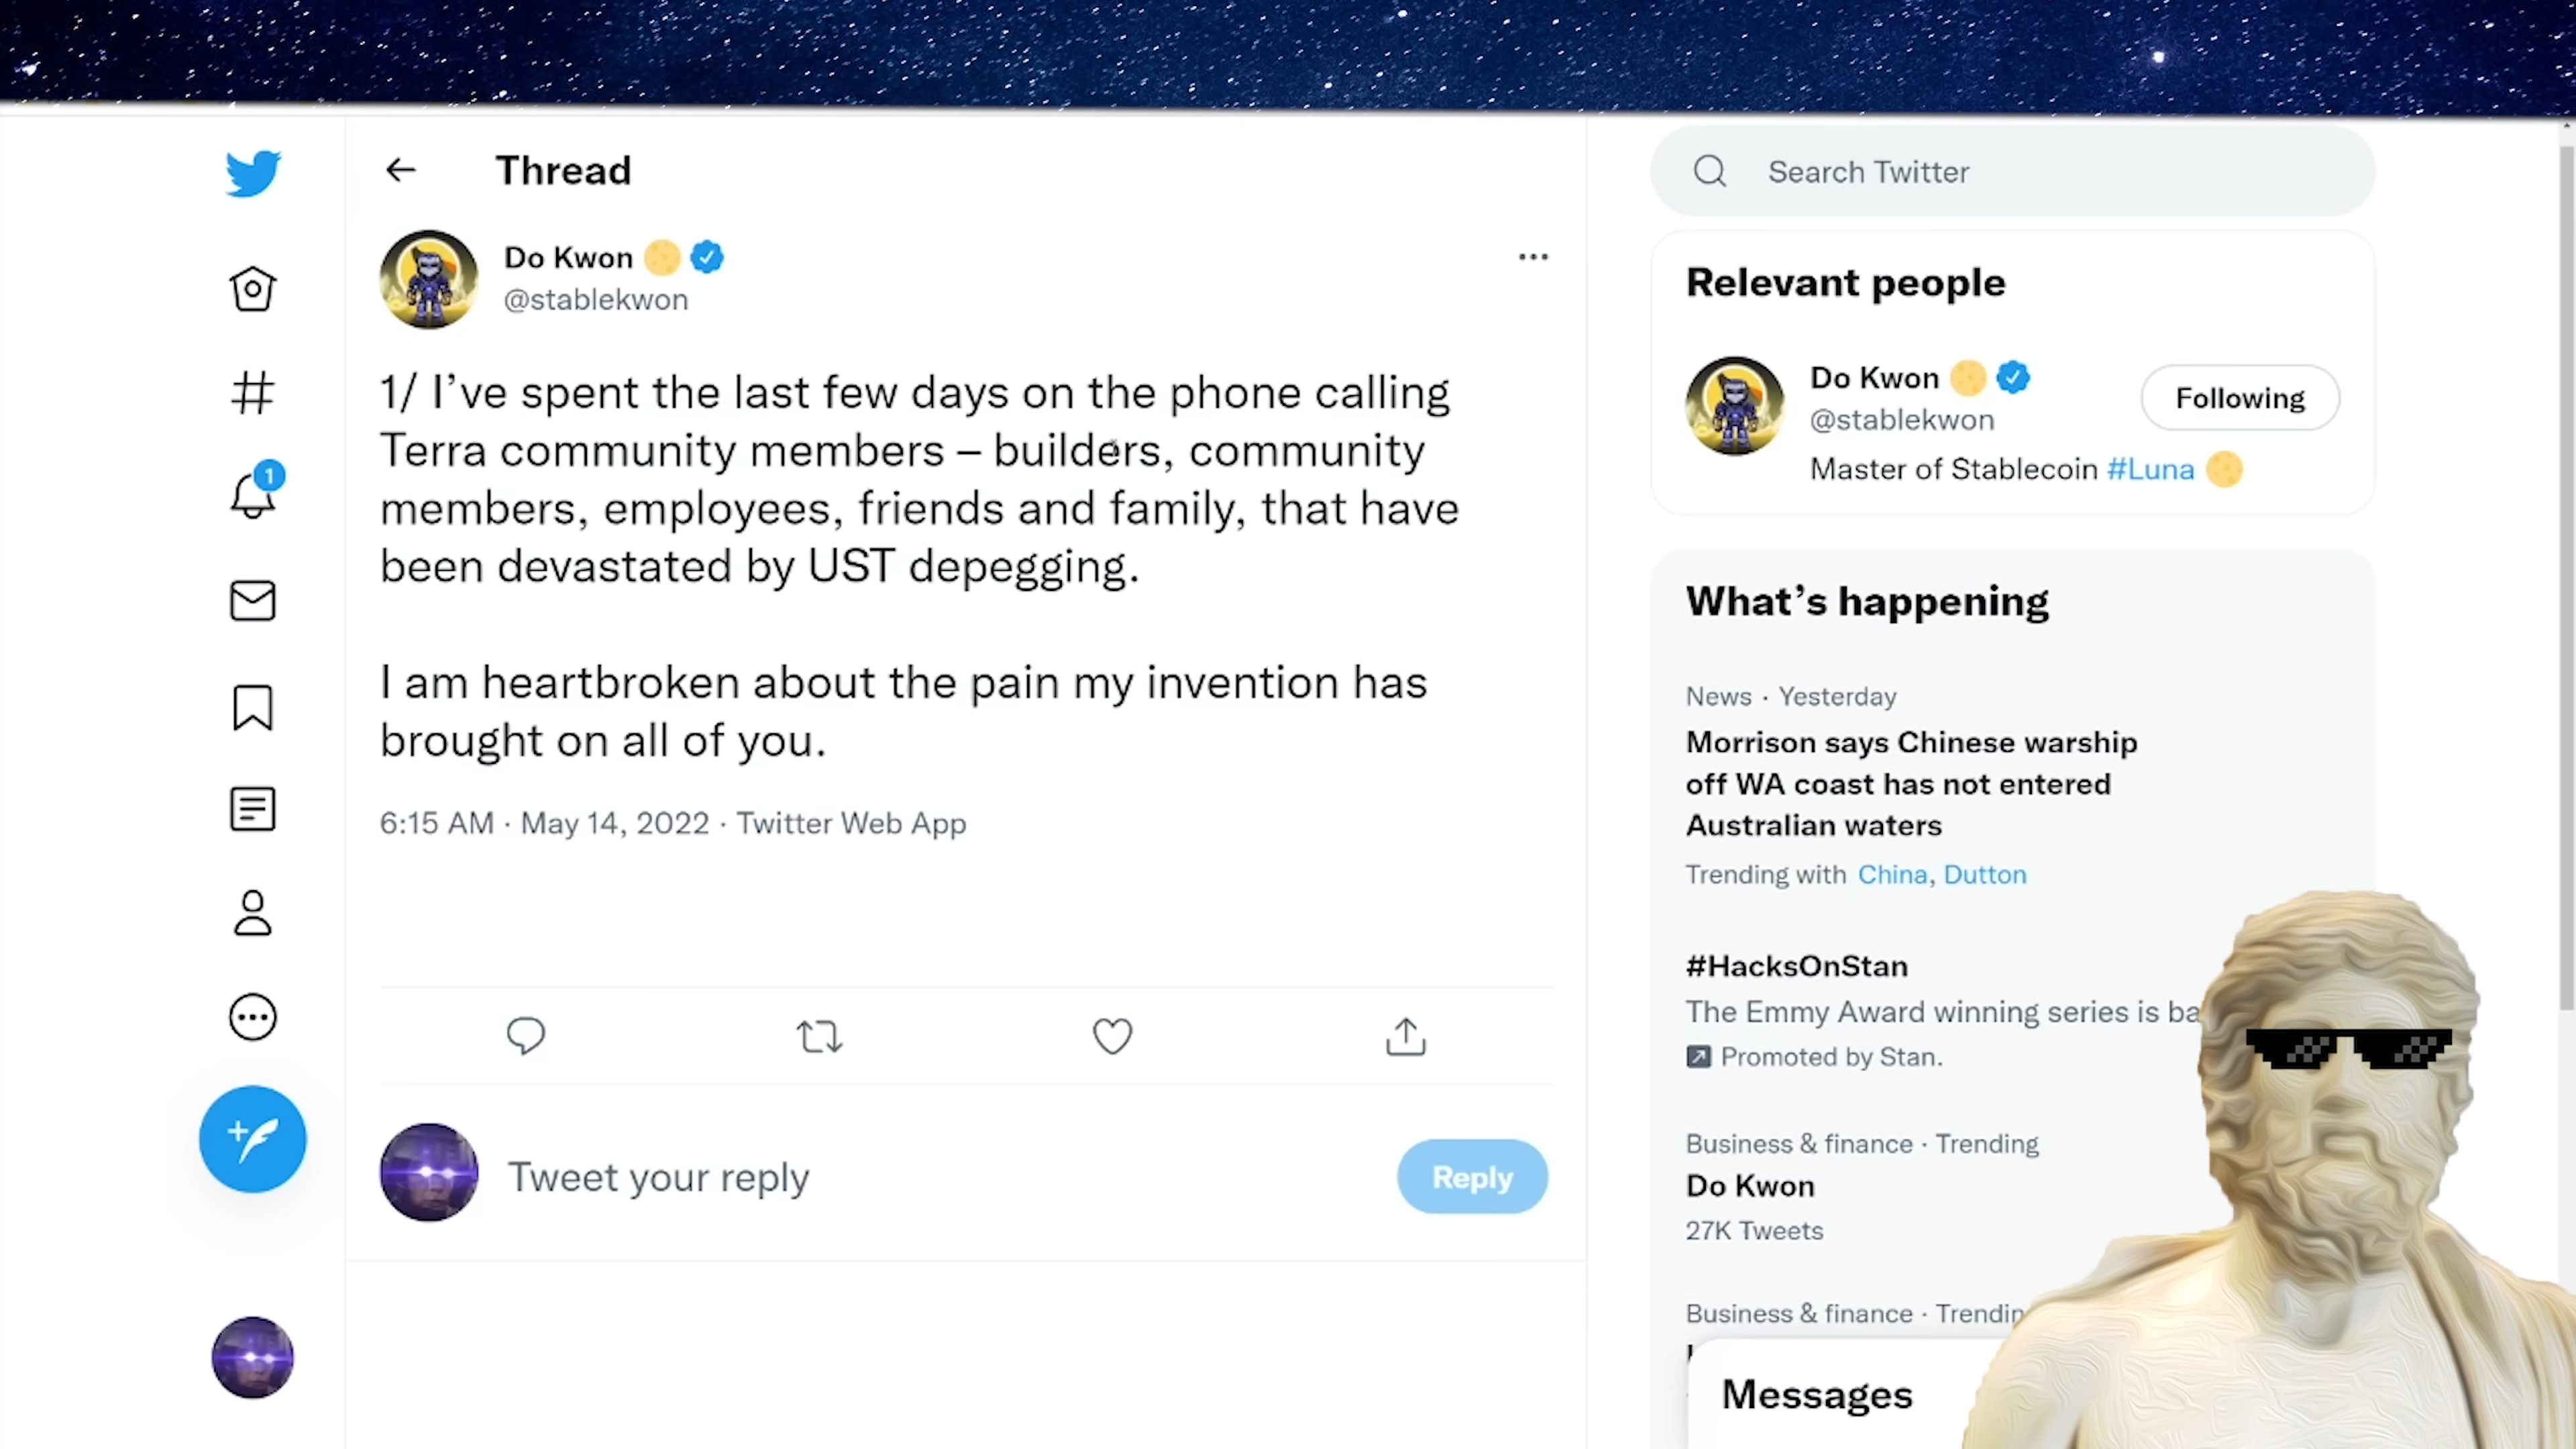 Thread
Do Kwon
@stablekwon
1/ I’ve spent the last few days on the phone calling
Terra community members – builders, community
members, employees, friends and family, that have
been devastated by UST depegging.
I am heartbroken about the pain my invention has
brought on all of you.
6:15 AM · May 14, 2022 · Twitter Web App
Tweet your reply
Reply
1
Search Twitter
Relevant people
Do Kwon
@stablekwon
Following
Master of Stablecoin #Luna
What’s happening
News · Yesterday
Morrison says Chinese warship
off WA coast has not entered
Australian waters
Trending with China, Dutton
#HacksOnStan
The Emmy Award winning series is
Promoted by Stan.
Business & finance · Trending
Do Kwon
27K Tweets
Business & finance ·
Messages